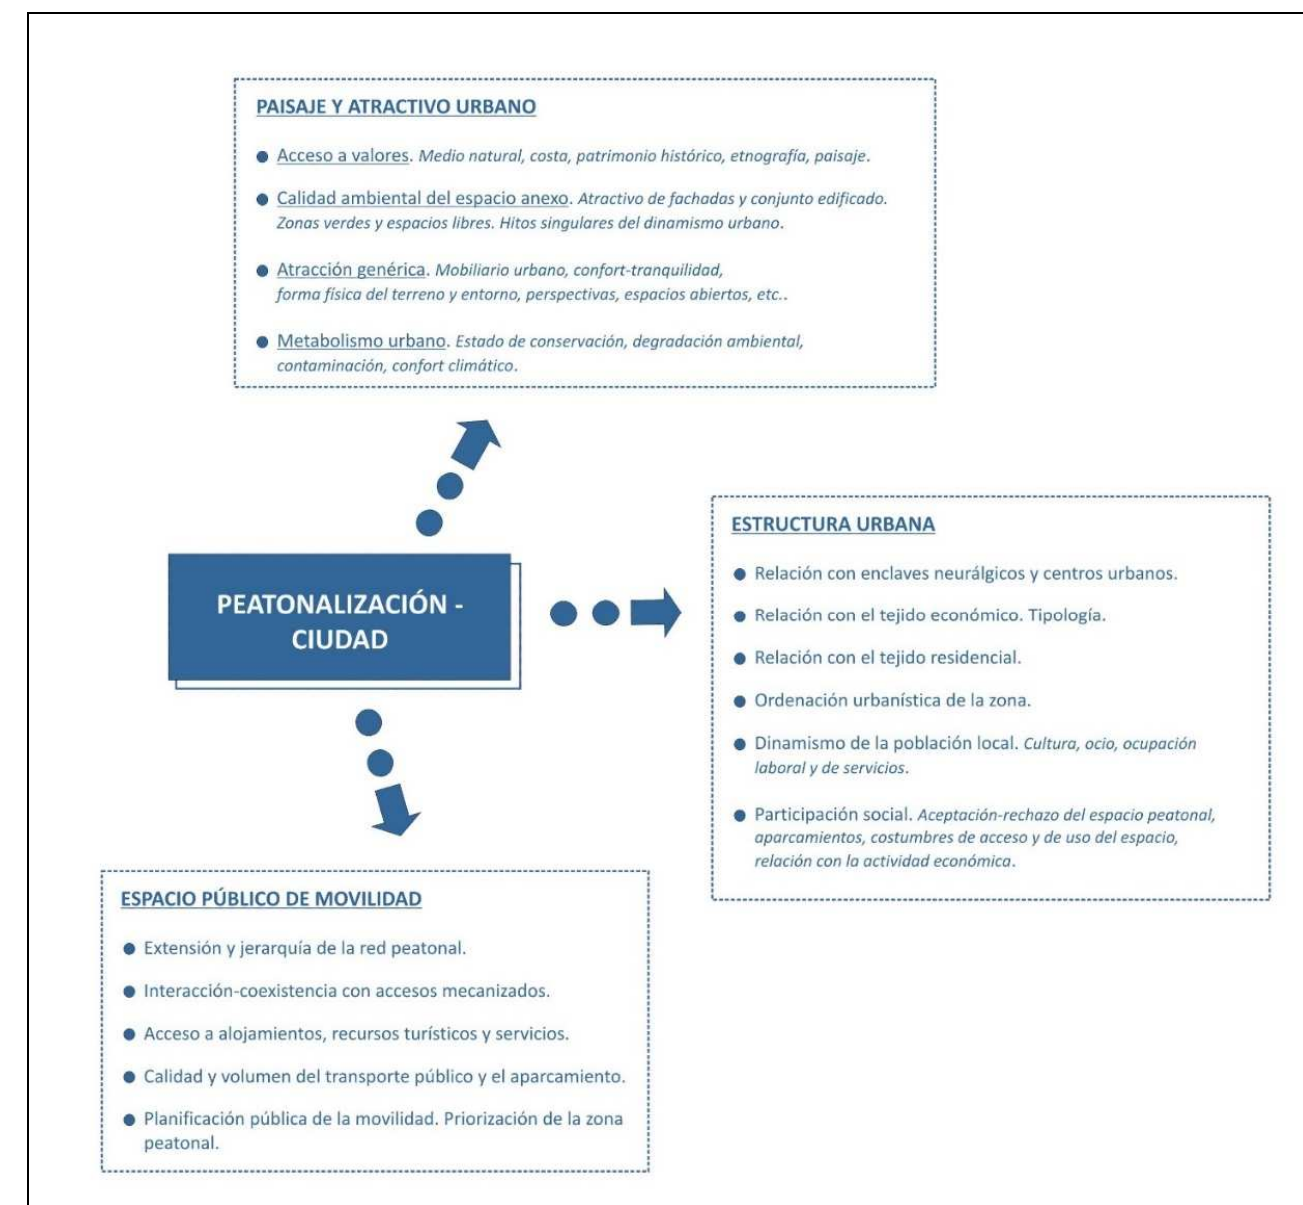 PAISAJE Y ATRACTIVO URBANO
● Acceso a valores. Medio natural, costa, patrimonio histórico, etnografía, paisaje.
● Calidad ambiental del espacio anexo. Atractivo de fachadas y conjunto edificado.
Zonas verdes y espacios libres. Hitos singulares del dinamismo urbano.
● Atracción genérica. Mobiliario urbano, confort-tranquilidad,
forma física del terreno y entorno, perspectivas, espacios abiertos, etc..
● Metabolismo urbano. Estado de conservación, degradación ambiental,
contaminación, confort climático.
PEATONALIZACIÓN -
CIUDAD
ESTRUCTURA URBANA
● Relación con enclaves neurálgicos y centros urbanos.
● Relación con el tejido económico. Tipología.
● Relación con el tejido residencial.
● Ordenación urbanística de la zona.
● Dinamismo de la población local. Cultura, ocio, ocupación
laboral y de servicios.
● Participación social. Aceptación-rechazo del espacio peatonal,
aparcamientos, costumbres de acceso y de uso del espacio,
relación con la actividad económica.
ESPACIO PÚBLICO DE MOVILIDAD
● Extensión y jerarquía de la red peatonal.
● Interacción-coexistencia con accesos mecanizados.
● Acceso a alojamientos, recursos turísticos y servicios.
● Calidad y volumen del transporte público y el aparcamiento.
● Planificación pública de la movilidad. Priorización de la zona
peatonal.